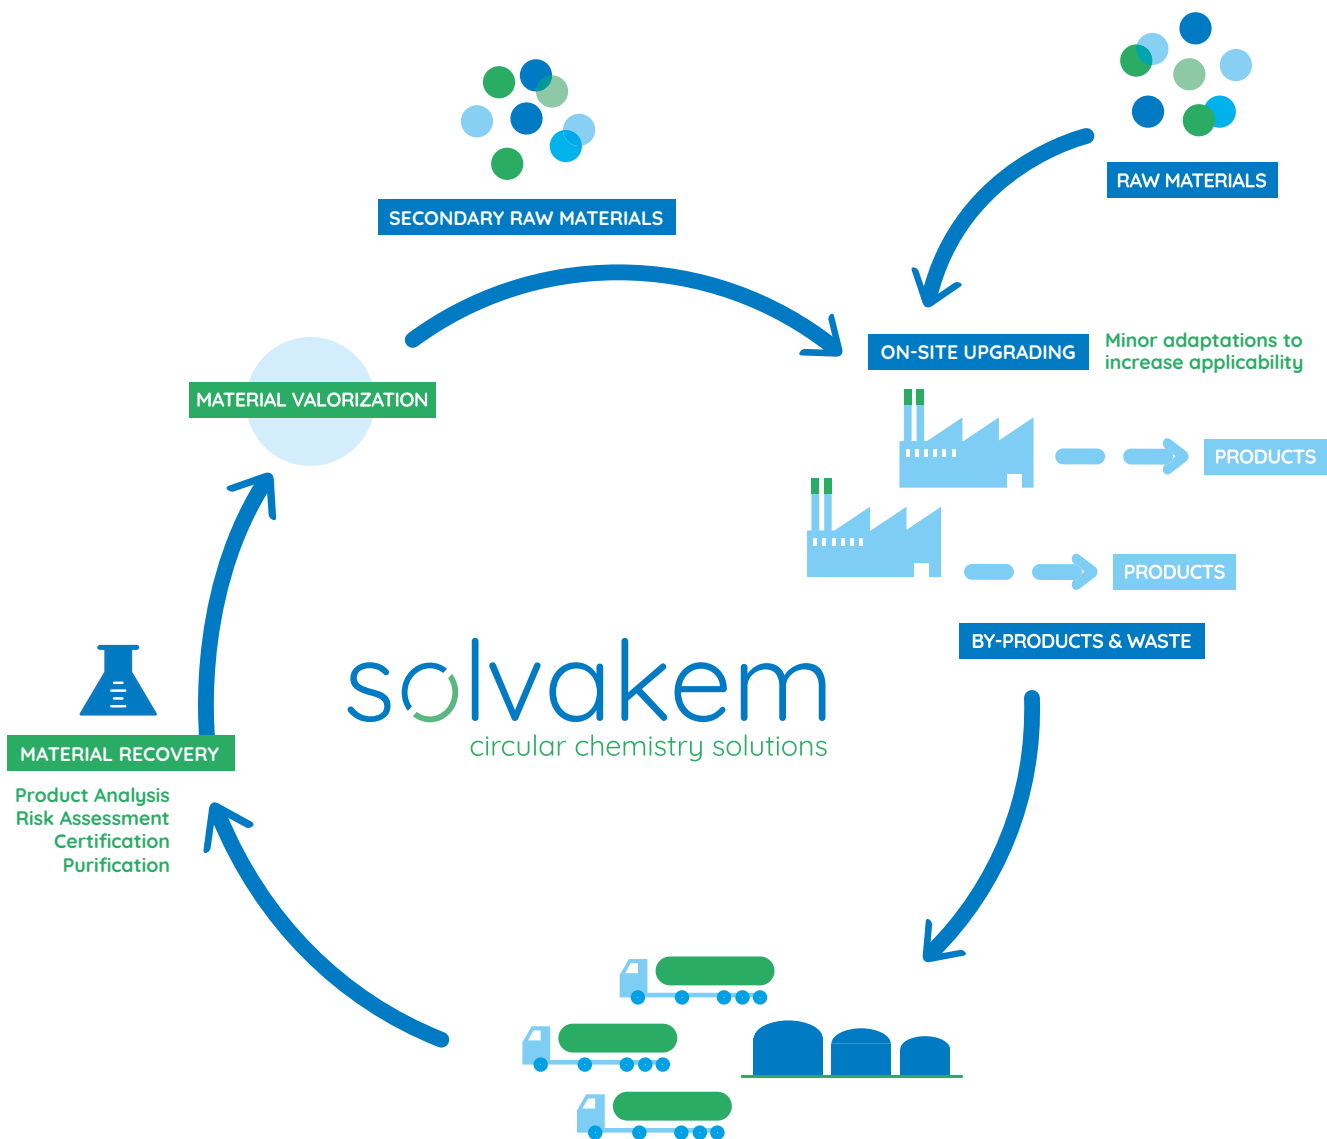 RAW MATERIALS
SECONDARY RAW MATERIALS
ON-SITE UPGRADING
Minor adaptations to
increase applicability
MATERIAL VALORIZATION
PRODUCTS
PRODUCTS
BY-PRODUCTS & WASTE
solvakem
circular chemistry solutions
MATERIAL RECOVERY
Product Analysis
Risk Assessment
Certification
Purification